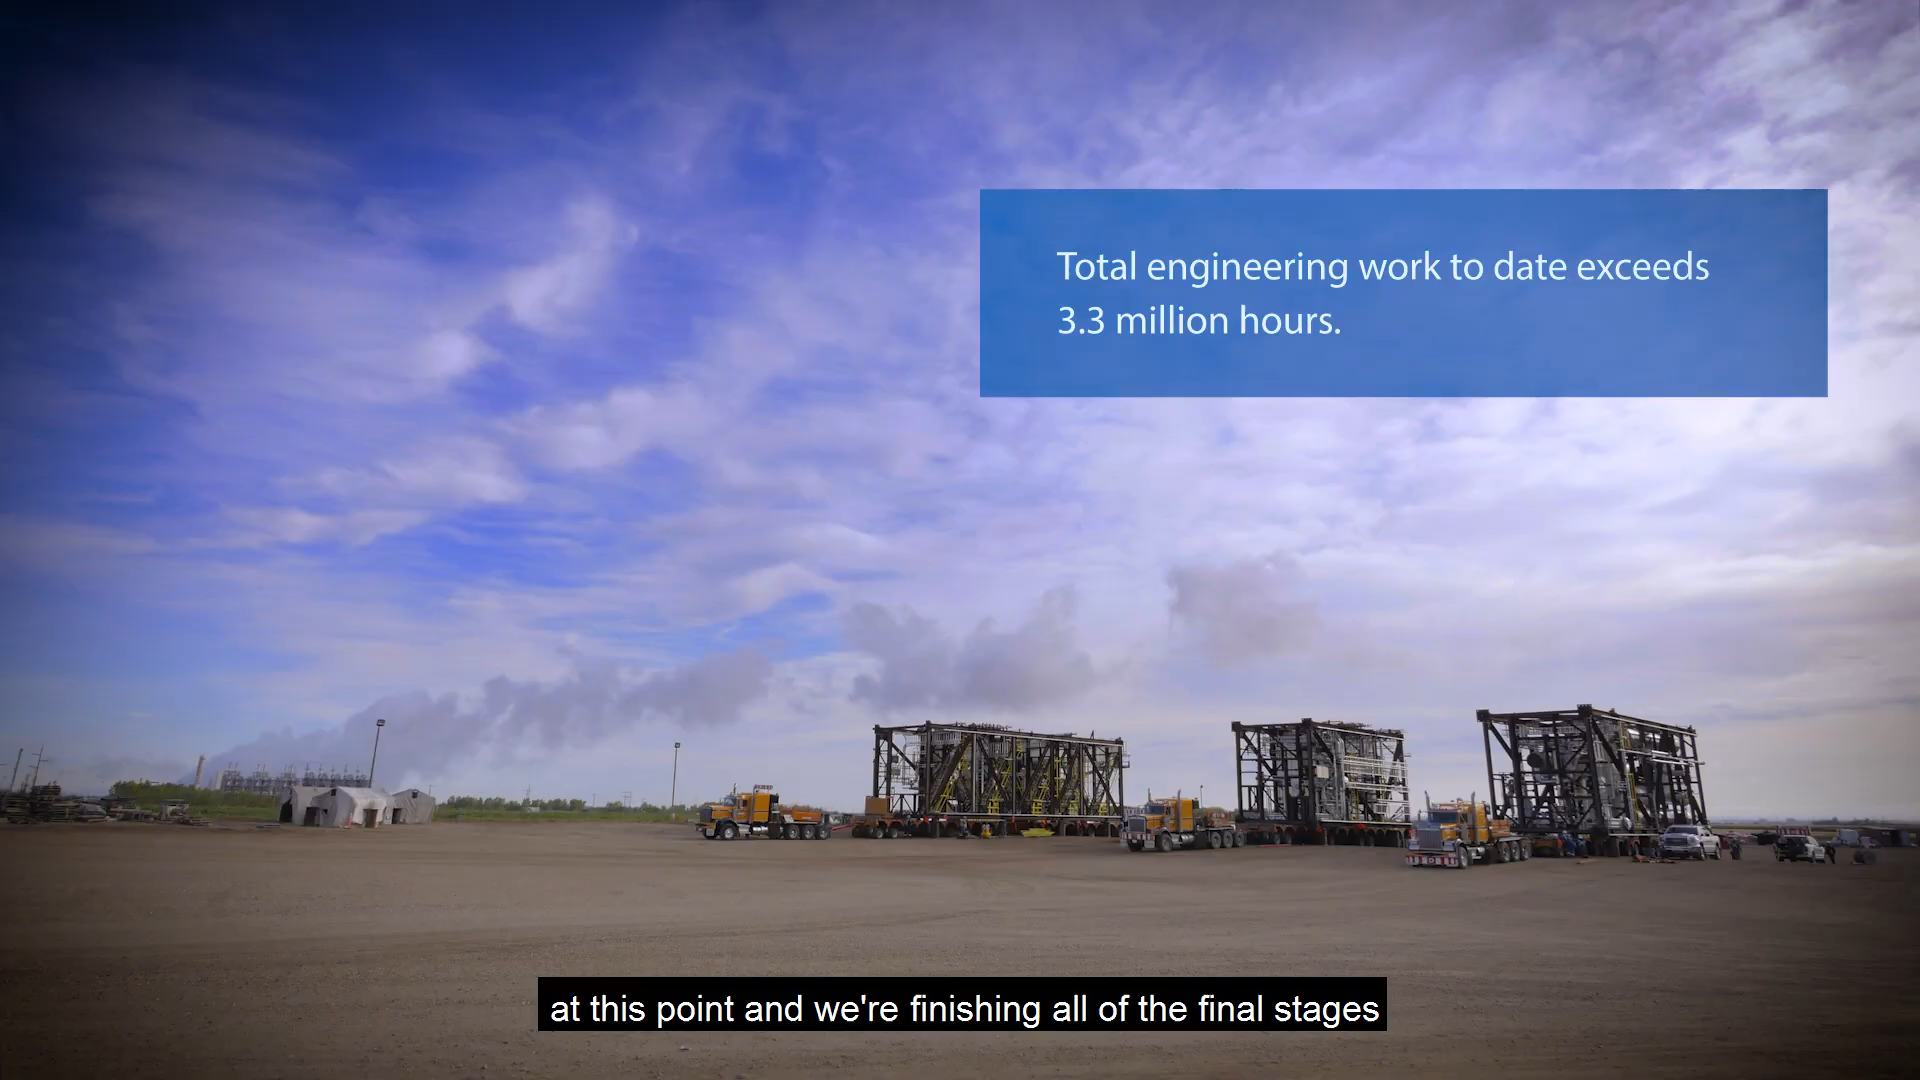 Total engineering work to date exceeds
3.3 million hours.
at this point and we're finishing all of the final stages